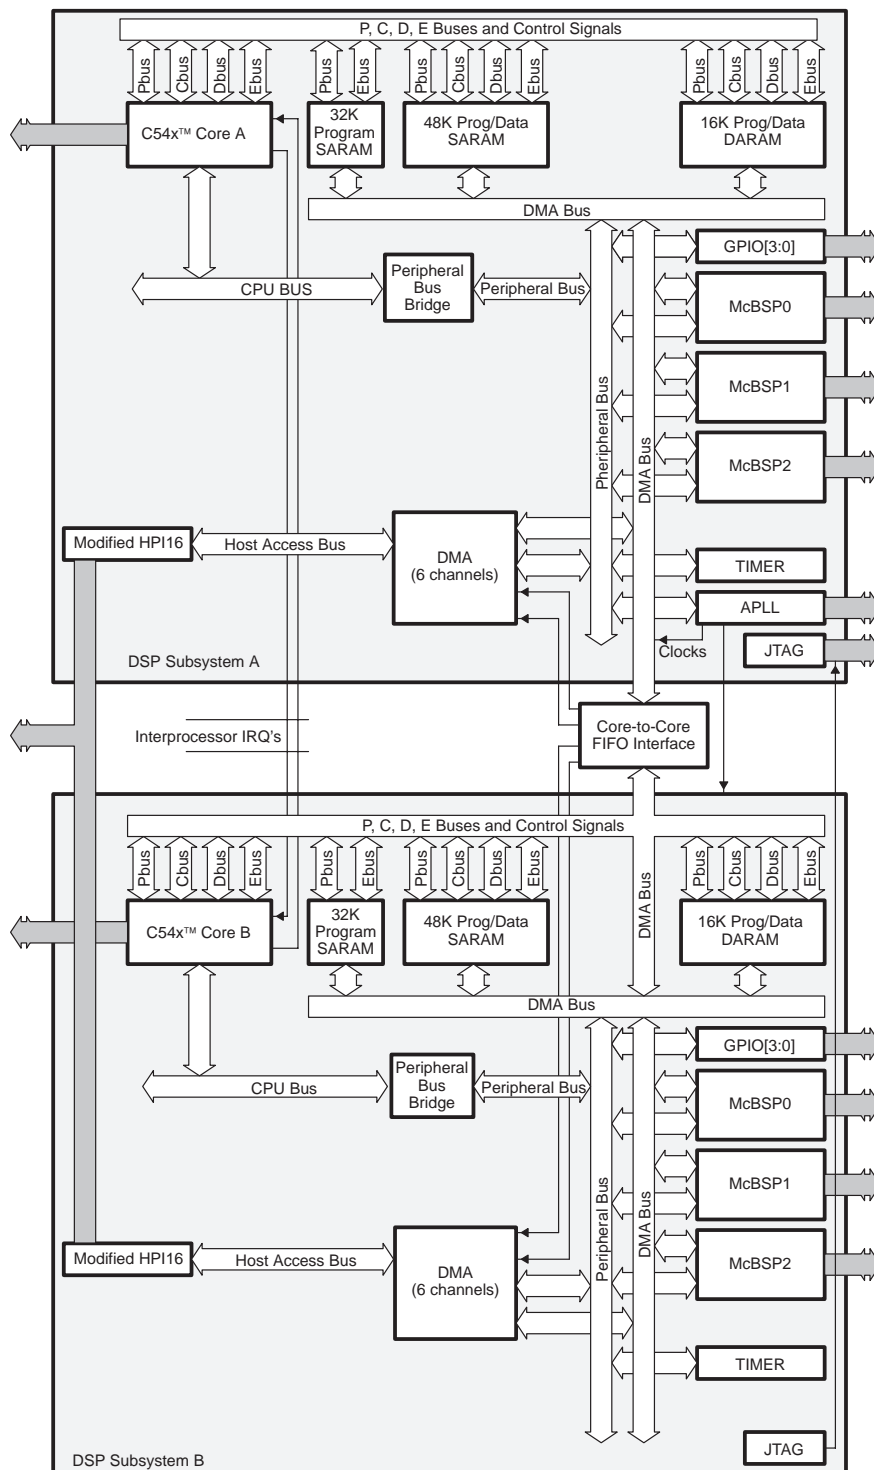 P, C, D, E Buses and Control Signals
Pbus
Cbus
Dbus
Ebus
Pbus
Ebus
Pbus
Cbus
Dbus
Ebus
Pbus
Cbus
Dbus
Ebus
C54x™ Core A
32K
Program
SARAM
48K Prog/Data
SARAM
16K Prog/Data
DARAM
DMA Bus
GPIO[3:0]
CPU BUS
Peripheral
Bus
Bridge
Peripheral Bus
McBSP0
McBSP1
Pheripheral Bus
DMA Bus
McBSP2
Modified HPI16
Host Access Bus
DMA
(6 channels)
TIMER
APLL
Clocks
JTAG
DSP Subsystem A
Interprocessor IRQ's
Core-to-Core
FIFO Interface
P, C, D, E Buses and Control Signals
Pbus
Cbus
Dbus
Ebus
Pbus
Ebus
Pbus
Cbus
Dbus
Ebus
DMA Bus
Pbus
Cbus
Dbus
Ebus
C54x™ Core B
32K
Program
SARAM
48K Prog/Data
SARAM
16K Prog/Data
DARAM
DMA Bus
GPIO[3:0]
CPU Bus
Peripheral
Bus
Bridge
Peripheral Bus
McBSP0
McBSP1
Peripheral Bus
DMA Bus
McBSP2
Modified HPI16
Host Access Bus
DMA
(6 channels)
TIMER
JTAG
DSP Subsystem B